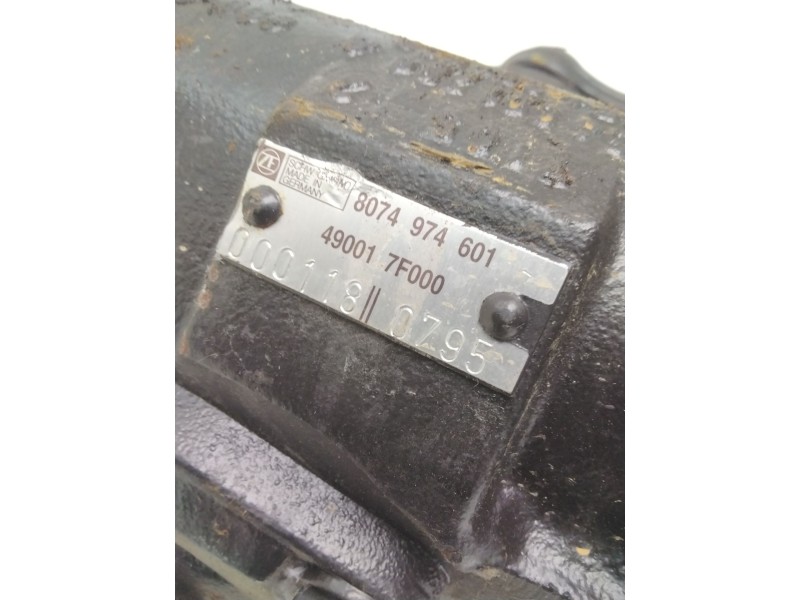 ZF
MADE IN
GERMANY
8074 974 601
49001 7F000
000118 0795